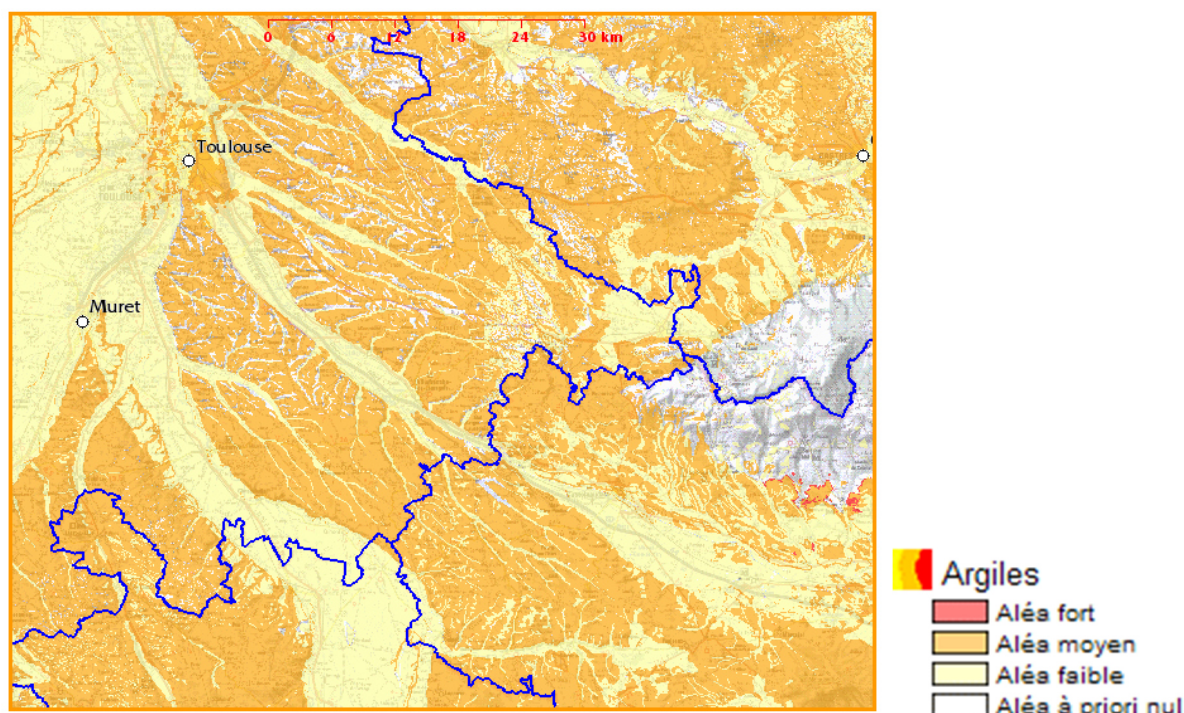 0 6 12 18 24 30 km
Toulouse
Muret
Argiles
Aléa fort
Aléa moyen
Aléa faible
Aléa à priori nul